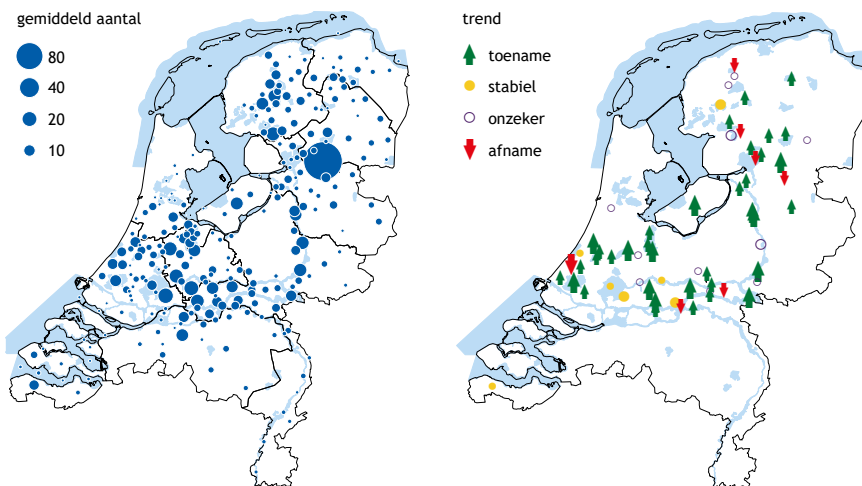 gemiddeld aantal
80
40
20
10
trend
toename
stabiel
onzeker
afname